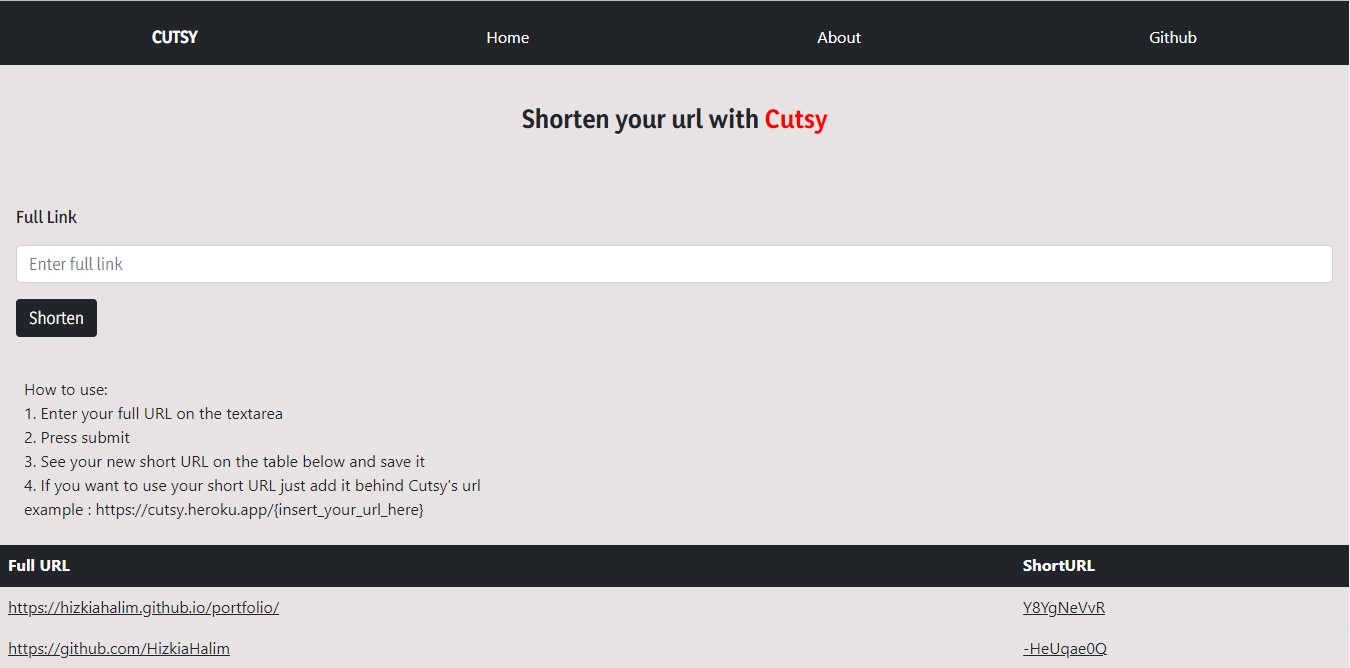 CUTSY Home About Github
Shorten your url with Cutsy
Full Link
Enter full link
Shorten
How to use:
1. Enter your full URL on the textarea
2. Press submit
3. See your new short URL on the table below and save it
4. If you want to use your short URL just add it behind Cutsy's url
example : https://cutsy.heroku.app/{insert_your_url_here}
Full URL ShortURL
https://hizkiahalim.github.io/portfolio/ Y8YgNeVvR
https://github.com/HizkiaHalim -HeUqae0Q